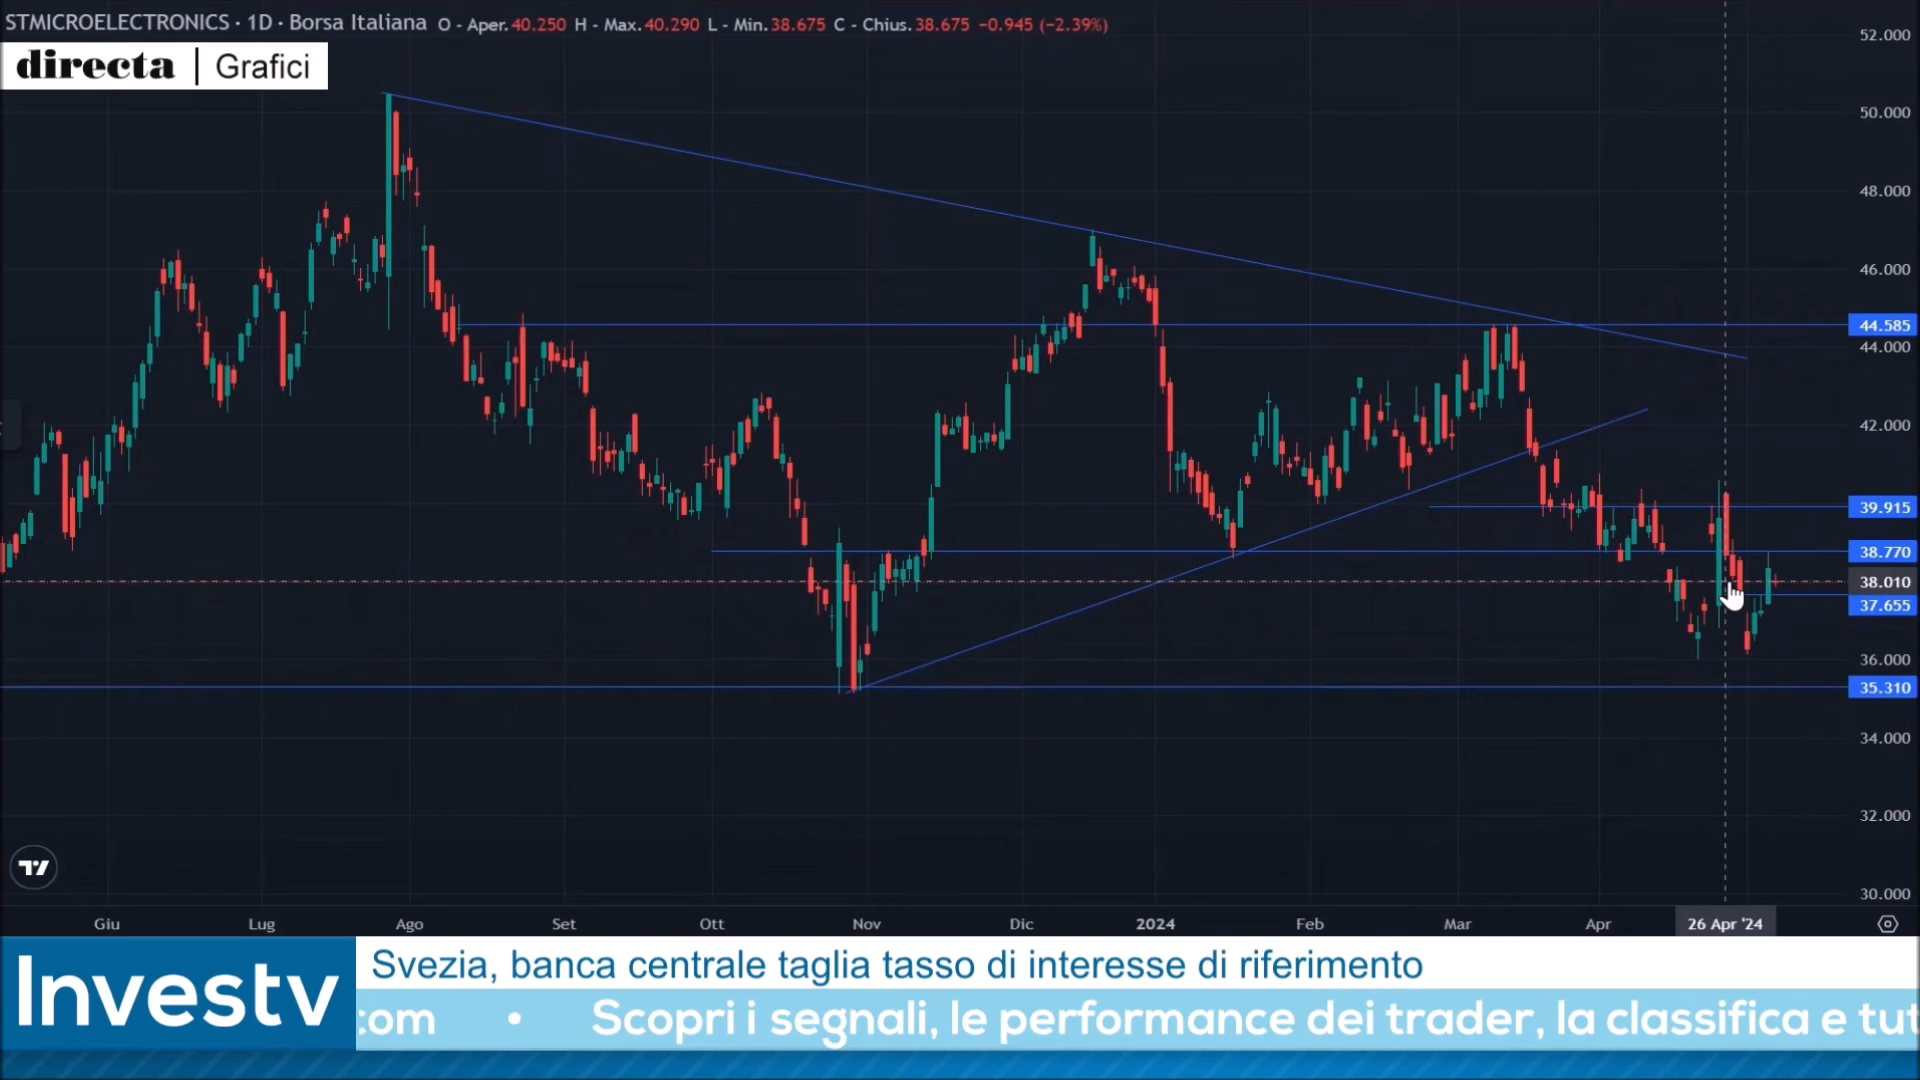 STMICROELECTRONICS · 1D · Borsa Italiana O - Aper.40.250 H - Max.40.290 L - Min.38.675 C - Chius.38.675 −0.945 (−2.39%)
directa | Grafici
52.000
50.000
48.000
46.000
44.585
44.000
42.000
39.915
38.770
38.010
37.655
36.000
35.310
34.000
32.000
30.000
Giu Lug Ago Set Ott Nov Dic 2024 Feb Mar Apr 26 Apr '24
Investv
Svezia, banca centrale taglia tasso di interesse di riferimento
.com • Scopri i segnali, le performance dei trader, la classifica e tut